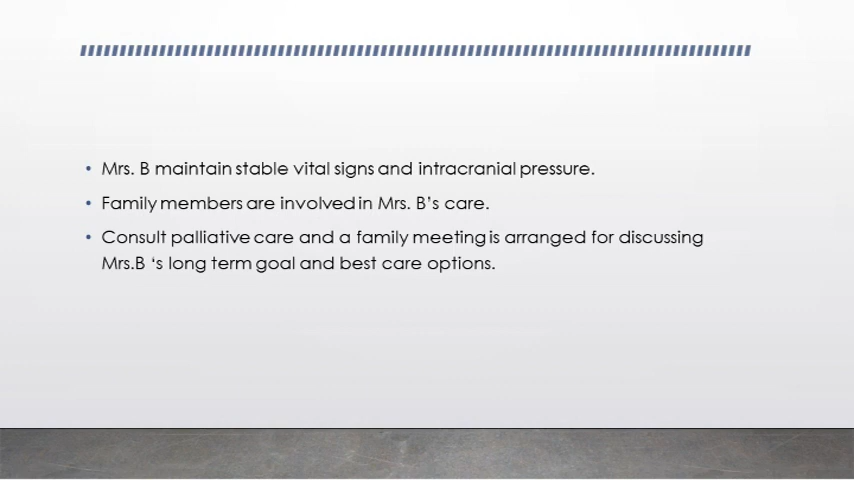 • Mrs. B maintain stable vital signs and intracranial pressure.
• Family members are involved in Mrs. B’s care.
• Consult palliative care and a family meeting is arranged for discussing
Mrs.B ‘s long term goal and best care options.